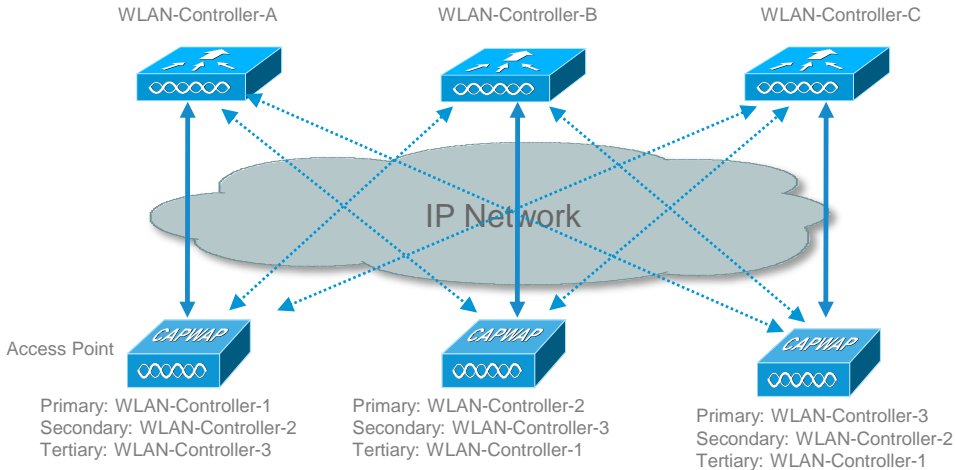 WLAN-Controller-A
WLAN-Controller-B
WLAN-Controller-C
IP Network
Access Point
CAPWAP
CAPWAP
CAPWAP
Primary: WLAN-Controller-1
Secondary: WLAN-Controller-2
Tertiary: WLAN-Controller-3
Primary: WLAN-Controller-2
Secondary: WLAN-Controller-3
Tertiary: WLAN-Controller-1
Primary: WLAN-Controller-3
Secondary: WLAN-Controller-2
Tertiary: WLAN-Controller-1